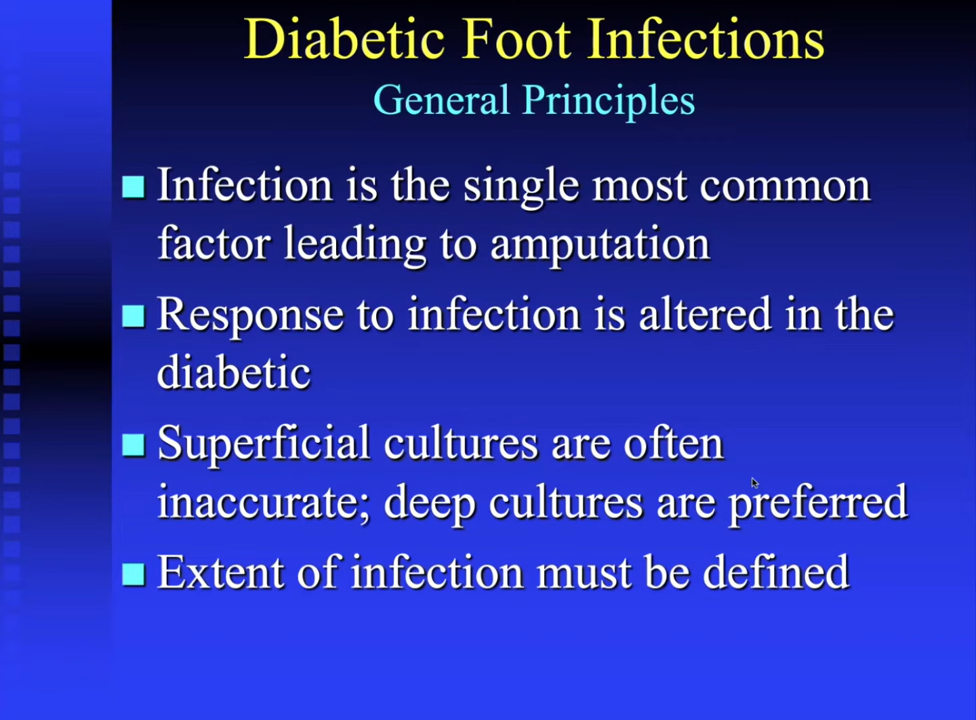 Diabetic Foot Infections
General Principles
Infection is the single most common
factor leading to amputation
Response to infection is altered in the
diabetic
Superficial cultures are often
inaccurate; deep cultures are preferred
Extent of infection must be defined